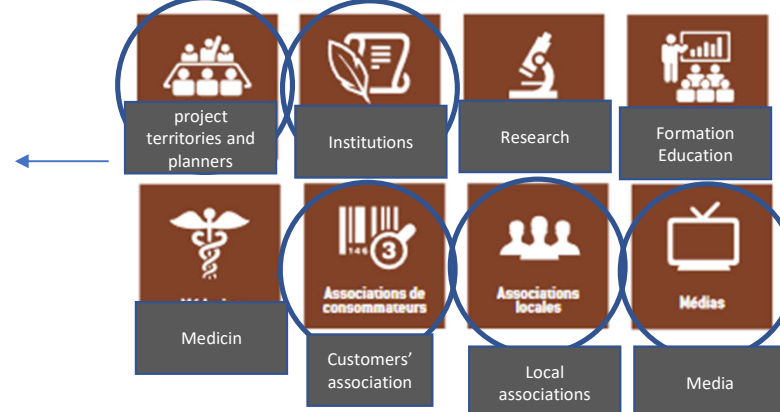 project
territories and
planners
Institutions
Research
Formation
Education
146
3
Associations de
consommateurs
Associations
locales
Médias
Medicin
Customers'
association
Local
associations
Media